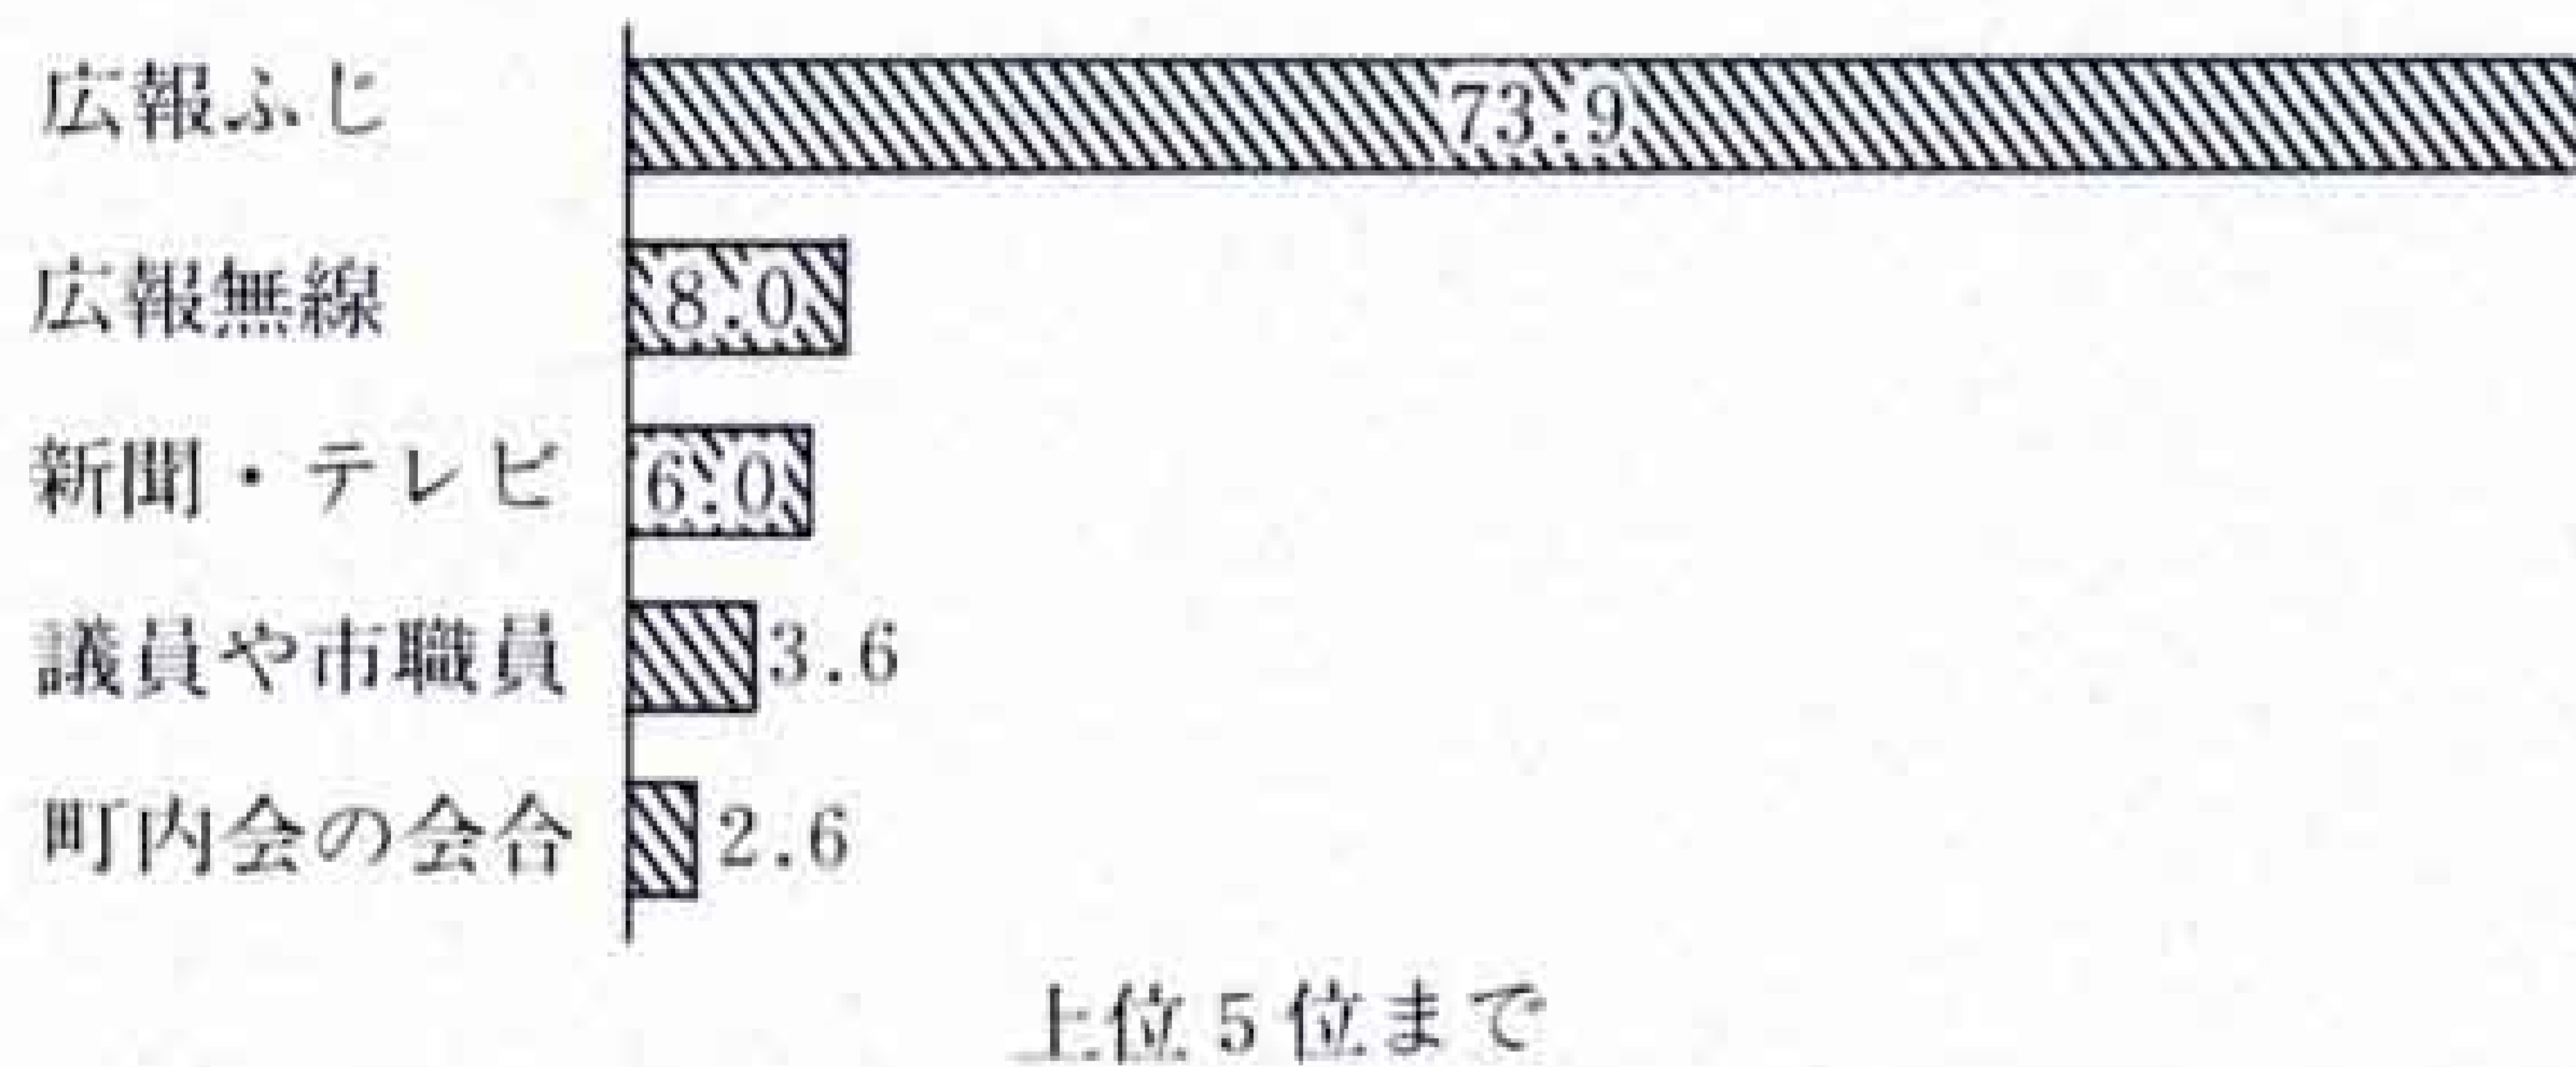 広報ふじ 73.9
広報無線 8.0
新聞・テレビ 6.0
議員や市職員 3.6
町内会の会合 2.6
上位5位まで